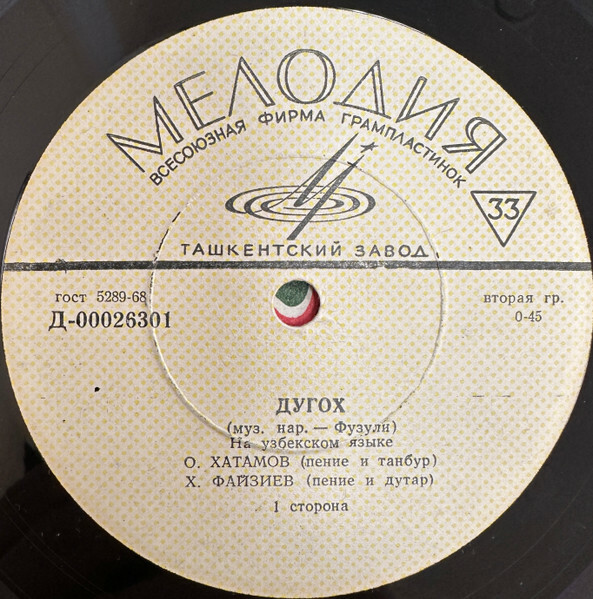 МЕЛОДИЯ
ВСЕСОЮЗНАЯ ФИРМА ГРАМПЛАСТИНОК
33
ТАШКЕНТСКИЙ ЗАВОД
гост 5289-68
Д-00026301
вторая гр.
0-45
ДУГОХ
(муз. нар. — Фузули)
На узбекском языке
О. ХАТАМОВ (пение и танбур)
Х. ФАЙЗИЕВ (пение и дутар)
1 сторона